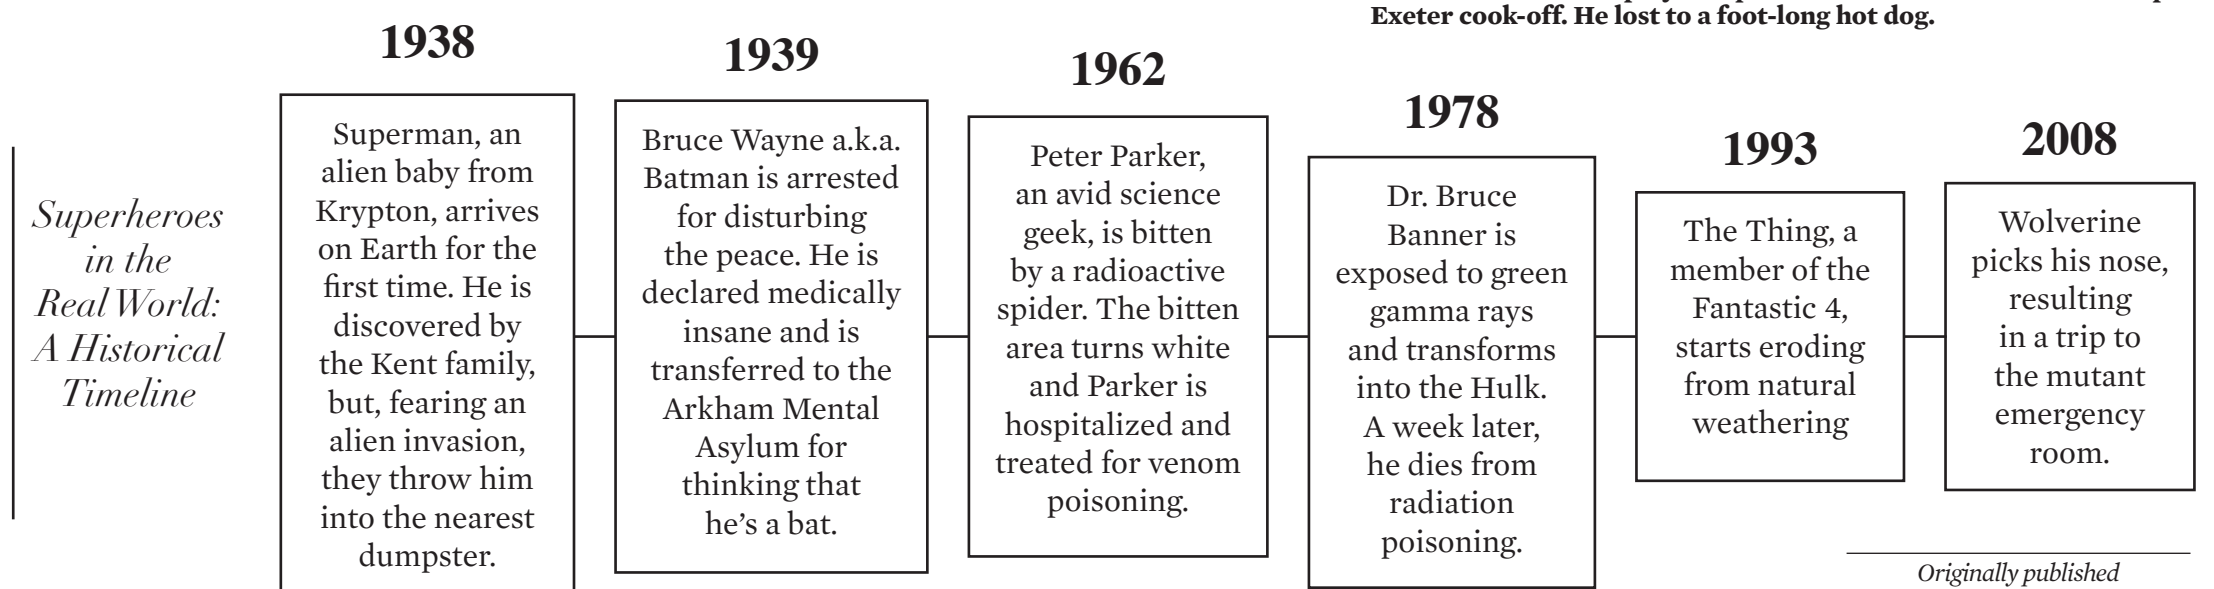 Exeter cook-off. He lost to a foot-long hot dog.
Superheroes
in the
Real World:
A Historical
Timeline
1938
Superman, an
alien baby from
Krypton, arrives
on Earth for the
first time. He is
discovered by
the Kent family,
but, fearing an
alien invasion,
they throw him
into the nearest
dumpster.
1939
Bruce Wayne a.k.a.
Batman is arrested
for disturbing
the peace. He is
declared medically
insane and is
transferred to the
Arkham Mental
Asylum for
thinking that
he’s a bat.
1962
Peter Parker,
an avid science
geek, is bitten
by a radioactive
spider. The bitten
area turns white
and Parker is
hospitalized and
treated for venom
poisoning.
1978
Dr. Bruce
Banner is
exposed to green
gamma rays
and transforms
into the Hulk.
A week later,
he dies from
radiation
poisoning.
1993
The Thing, a
member of the
Fantastic 4,
starts eroding
from natural
weathering
2008
Wolverine
picks his nose,
resulting
in a trip to
the mutant
emergency
room.
Originally published